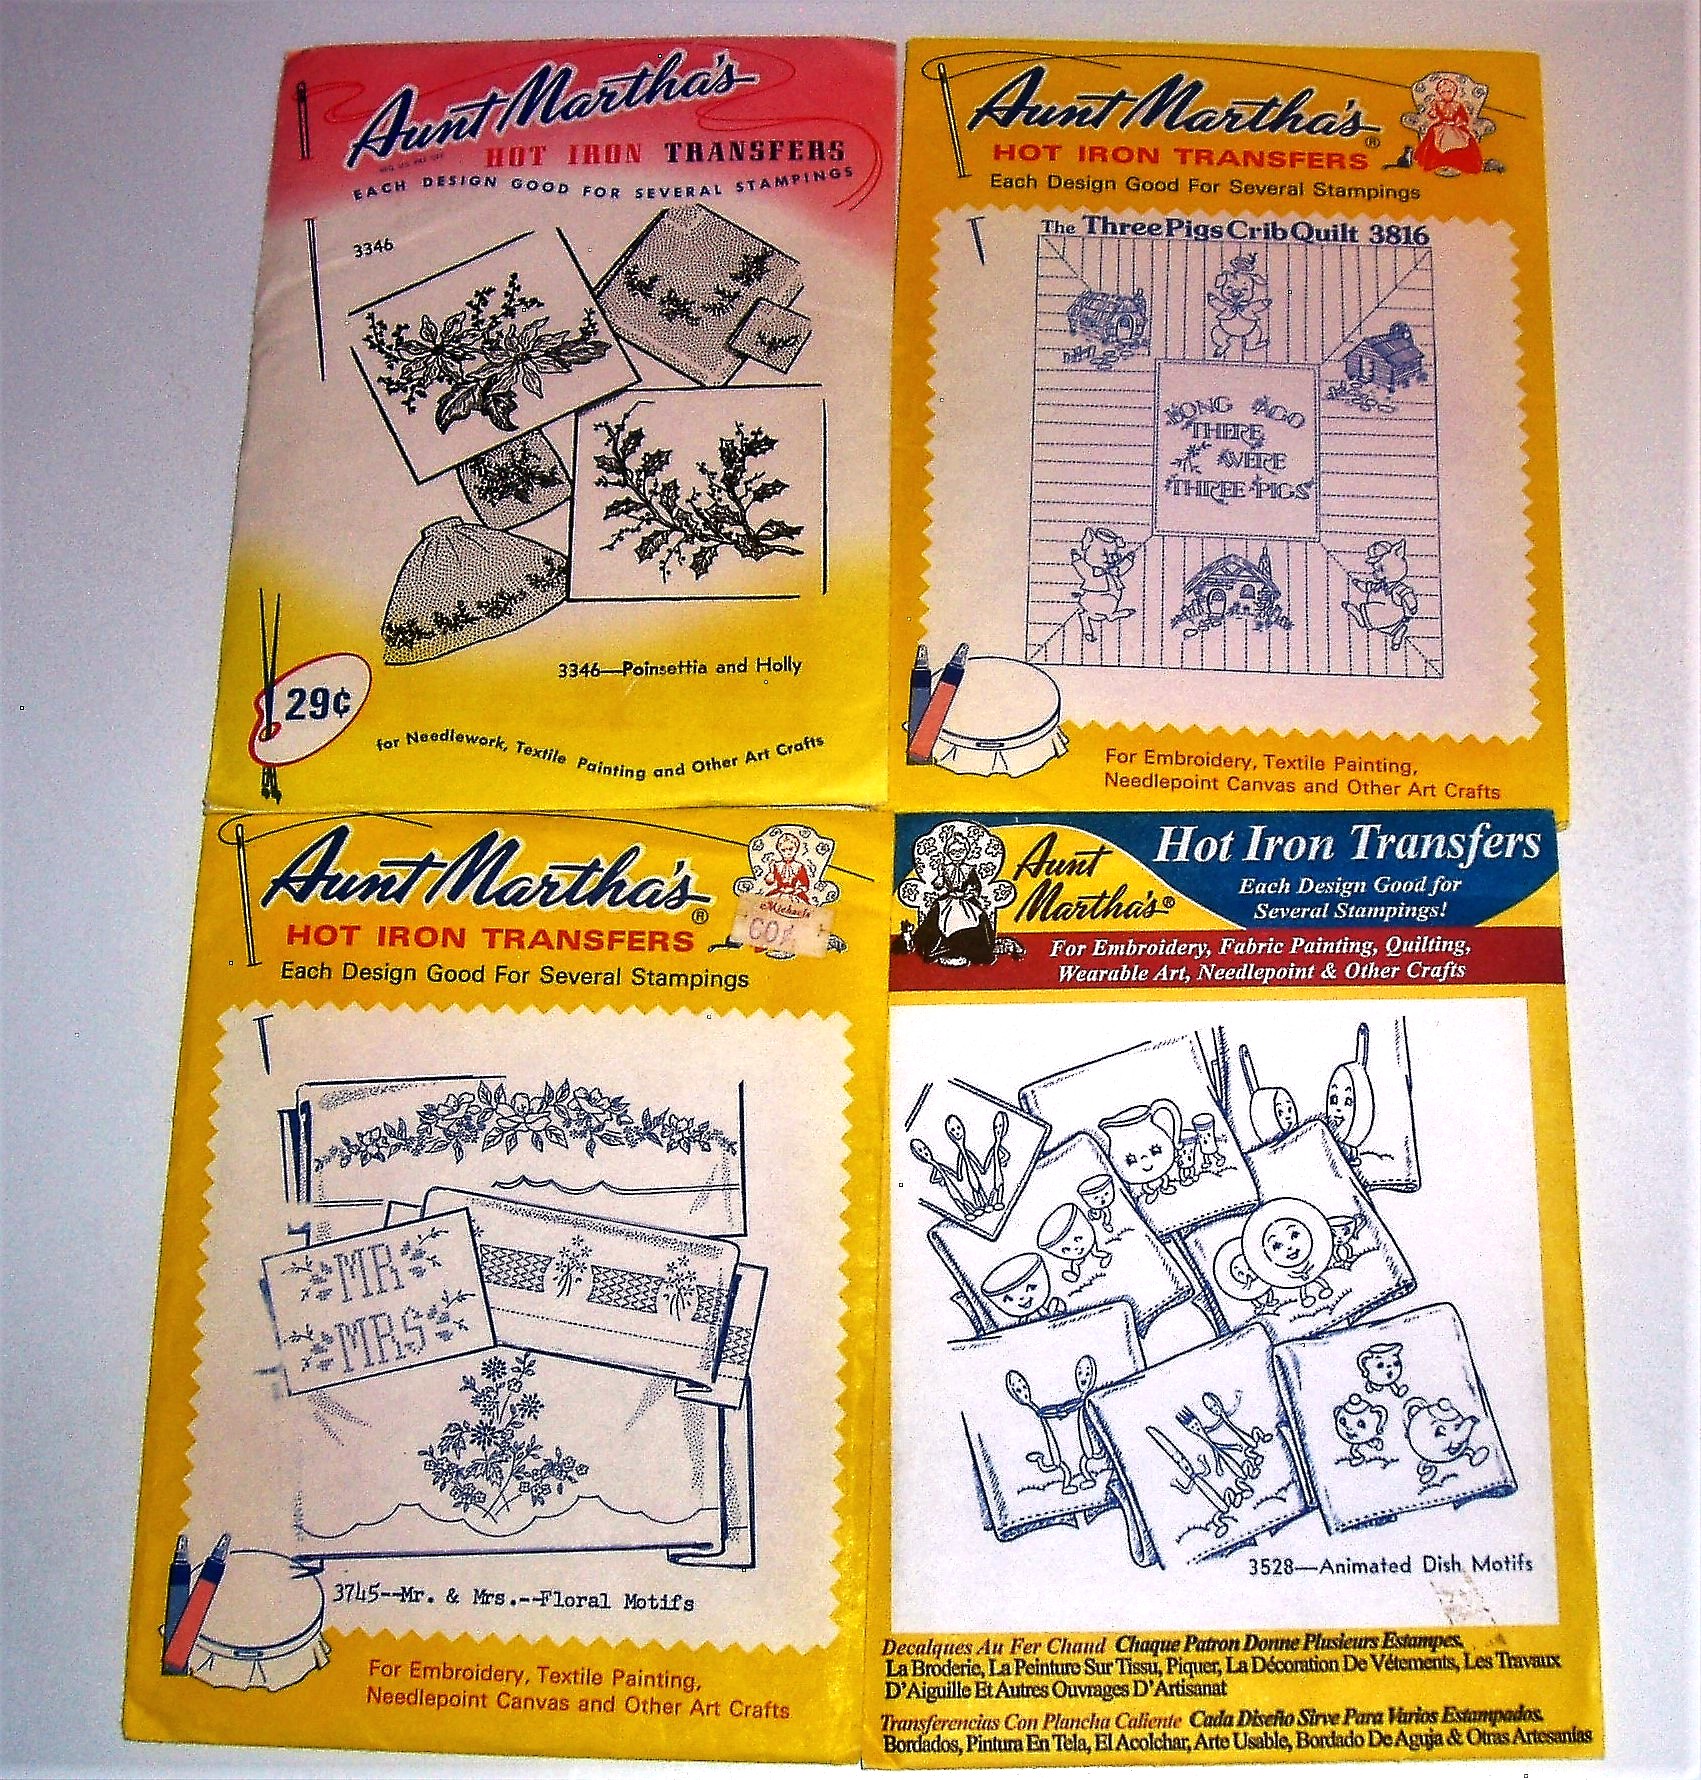 Aunt Martha's
HOT IRON TRANSFERS
EACH DESIGN GOOD FOR SEVERAL STAMPINGS
3346
3346—Poinsettia and Holly
29¢
for Needlework, Textile Painting and Other Art Crafts
Aunt Martha's®
HOT IRON TRANSFERS
Each Design Good For Several Stampings
The Three Pigs Crib Quilt 3816
LONG AGO
THERE
WERE
THREE PIGS
For Embroidery, Textile Painting,
Needlepoint Canvas and Other Art Crafts
Aunt Martha's®
Michaels
60¢
HOT IRON TRANSFERS
Each Design Good For Several Stampings
MR
MRS
3745--Mr. & Mrs.--Floral Motifs
For Embroidery, Textile Painting,
Needlepoint Canvas and Other Art Crafts
Aunt
Martha's®
Hot Iron Transfers
Each Design Good for
Several Stampings!
For Embroidery, Fabric Painting, Quilting,
Wearable Art, Needlepoint & Other Crafts
3528—Animated Dish Motifs
Decalques Au Fer Chaud Chaque Patron Donne Plusieurs Estampes.
La Broderie, La Peinture Sur Tissu, Piquer, La Décoration De Vétements, Les Travaux
D'Aiguille Et Autres Ouvrages D'Artisanat
Transferencias Con Plancha Caliente Cada Diseño Sirve Para Varios Estampados.
Bordados, Pintura En Tela, El Acolchar, Arte Usable, Bordado De Aguja & Otras Artesanías